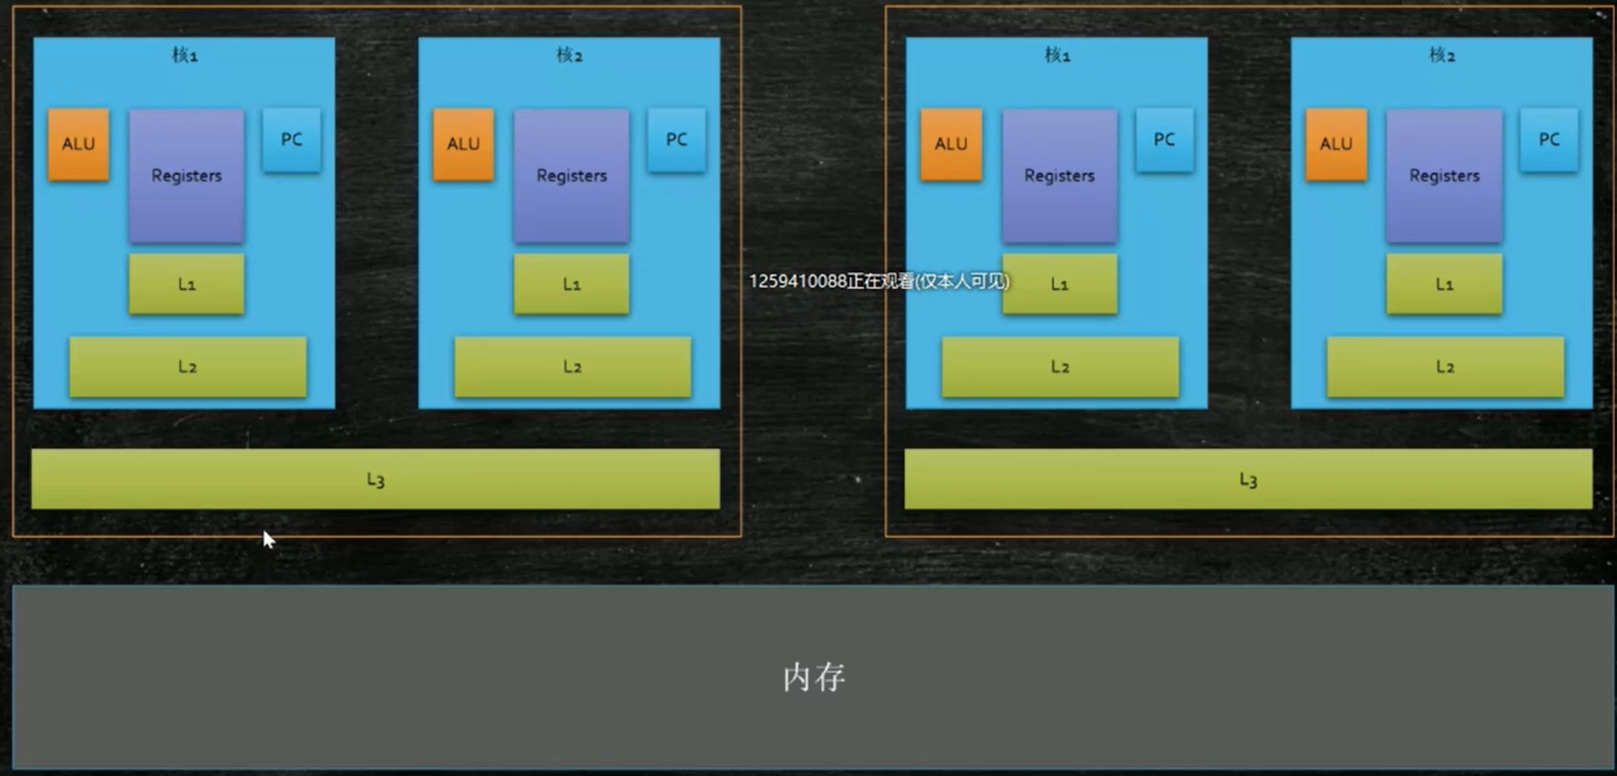 核1
核2
核1
核2
ALU
Registers
PC
ALU
Registers
PC
ALU
Registers
PC
ALU
Registers
PC
L1
L1
1259410088正在观看(仅本人可见)
L1
L1
L2
L2
L2
L2
L3
L3
内存